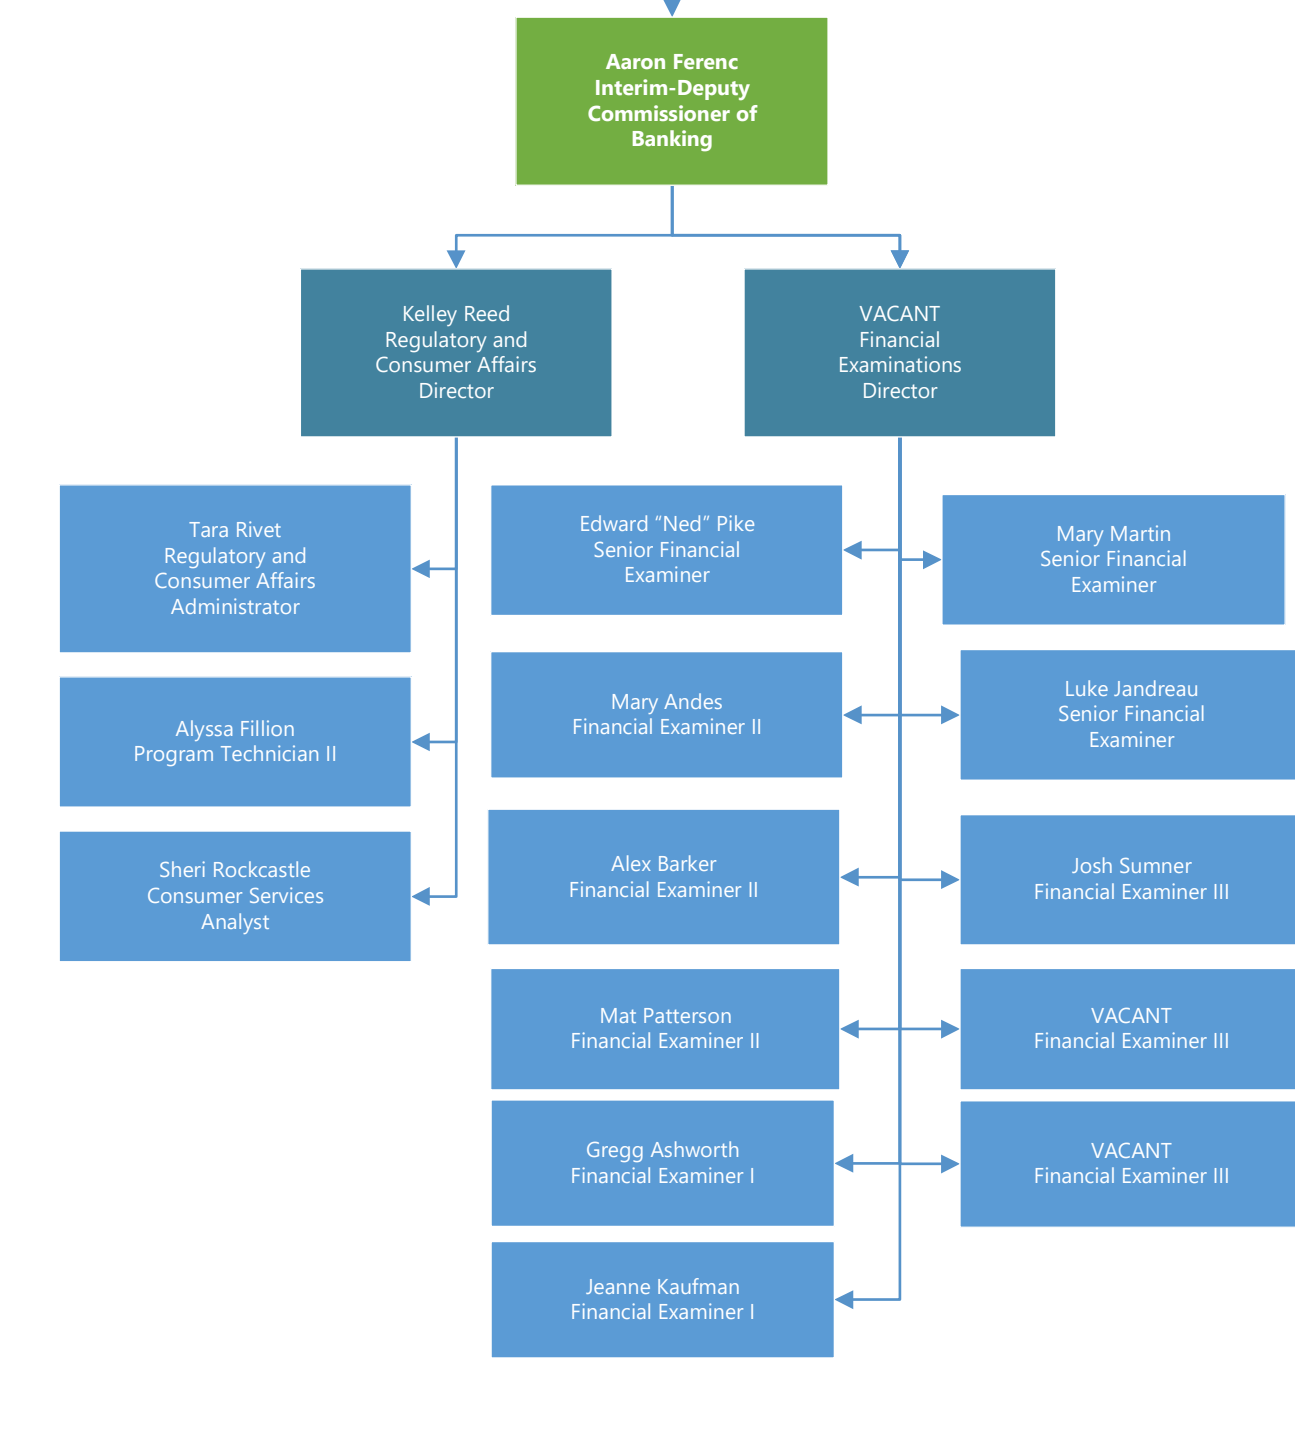 Aaron Ferenc
Interim-Deputy
Commissioner of
Banking
Kelley Reed
Regulatory and
Consumer Affairs
Director
VACANT
Financial
Examinations
Director
Tara Rivet
Regulatory and
Consumer Affairs
Administrator
Alyssa Fillion
Program Technician II
Sheri Rockcastle
Consumer Services
Analyst
Edward “Ned” Pike
Senior Financial
Examiner
Mary Andes
Financial Examiner II
Alex Barker
Financial Examiner II
Mat Patterson
Financial Examiner II
Gregg Ashworth
Financial Examiner I
Jeanne Kaufman
Financial Examiner I
Mary Martin
Senior Financial
Examiner
Luke Jandreau
Senior Financial
Examiner
Josh Sumner
Financial Examiner III
VACANT
Financial Examiner III
VACANT
Financial Examiner III